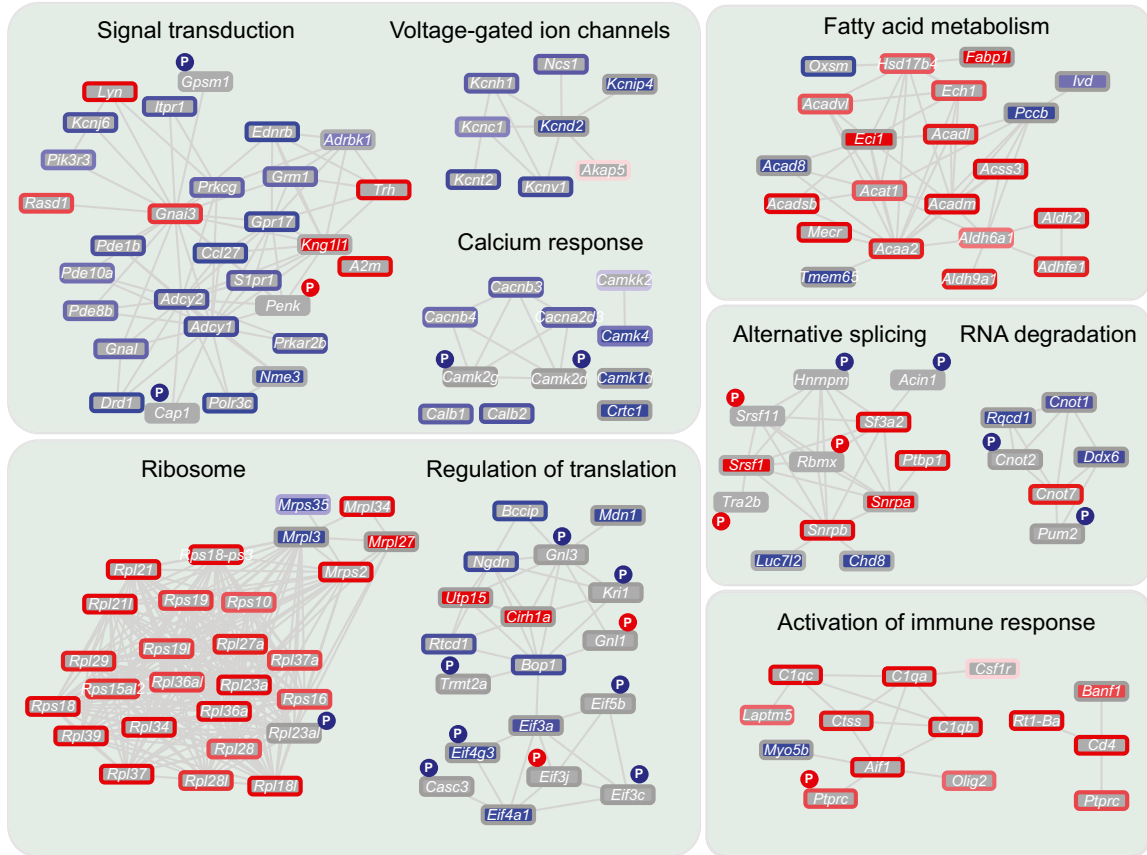 Signal transduction
P
Gpsm1
Lyn
Itpr1
Kcnj6
Ednrb
Adrbk1
Pik3r3
Prkcg
Grm1
Trh
Rasd1
Gnai3
Gpr17
Pde1b
Kng1l1
Ccl27
A2m
Pde10a
S1pr1
P
Penk
Pde8b
Adcy2
Adcy1
Gnal
Prkar2b
Nme3
P
Drd1
Cap1
Polr3c
Voltage-gated ion channels
Ncs1
Kcnh1
Kcnip4
Kcnc1
Kcnd2
Akap5
Kcnt2
Kcnv1
Calcium response
Cacnb3
Camkk2
Cacnb4
Cacna2d3
Camk4
P
P
Camk2g
Camk2d
Camk1d
Calb1
Calb2
Crtc1
Fatty acid metabolism
Oxsm
Hsd17b4
Fabp1
Ivd
Acadvl
Ech1
Pccb
Eci1
Acadl
Acad8
Acss3
Acat1
Acadsb
Acadm
Mecr
Aldh2
Acaa2
Aldh6a1
Adhfe1
Tmem65
Aldh9a1
Alternative splicing
P
P
Hnrnpm
Acin1
P
Srsf11
Sf3a2
P
Srsf1
Rbmx
Ptbp1
Tra2b
Snrpa
P
Snrpb
Luc7l2
Chd8
RNA degradation
Cnot1
Rqcd1
P
Cnot2
Ddx6
Cnot7
P
Pum2
Ribosome
Mrps35
Mrpl34
Mrpl3
Mrpl27
Rps18-ps3
Rpl21
Mrps2
Rpl21l
Rps19
Rps10
Rps19l
Rpl27a
Rpl29
Rpl37a
Rps15al2
Rpl36al
Rpl23a
Rps18
Rps16
Rpl36a
P
Rpl39
Rpl34
Rpl23al
Rpl28
Rpl37
Rpl28l
Rpl18l
Regulation of translation
Bccip
Mdn1
P
Gnl3
Ngdn
P
Kri1
Utp15
Cirh1a
P
Gnl1
Rtcd1
P
Bop1
Trmt2a
P
Eif5b
P
Eif3a
Eif4g3
P
P
Eif3j
P
Casc3
Eif3c
Eif4a1
Activation of immune response
C1qc
C1qa
Csf1r
Banf1
Laptm5
Ctss
C1qb
Rt1-Ba
Myo5b
Cd4
Aif1
P
Olig2
Ptprc
Ptprc